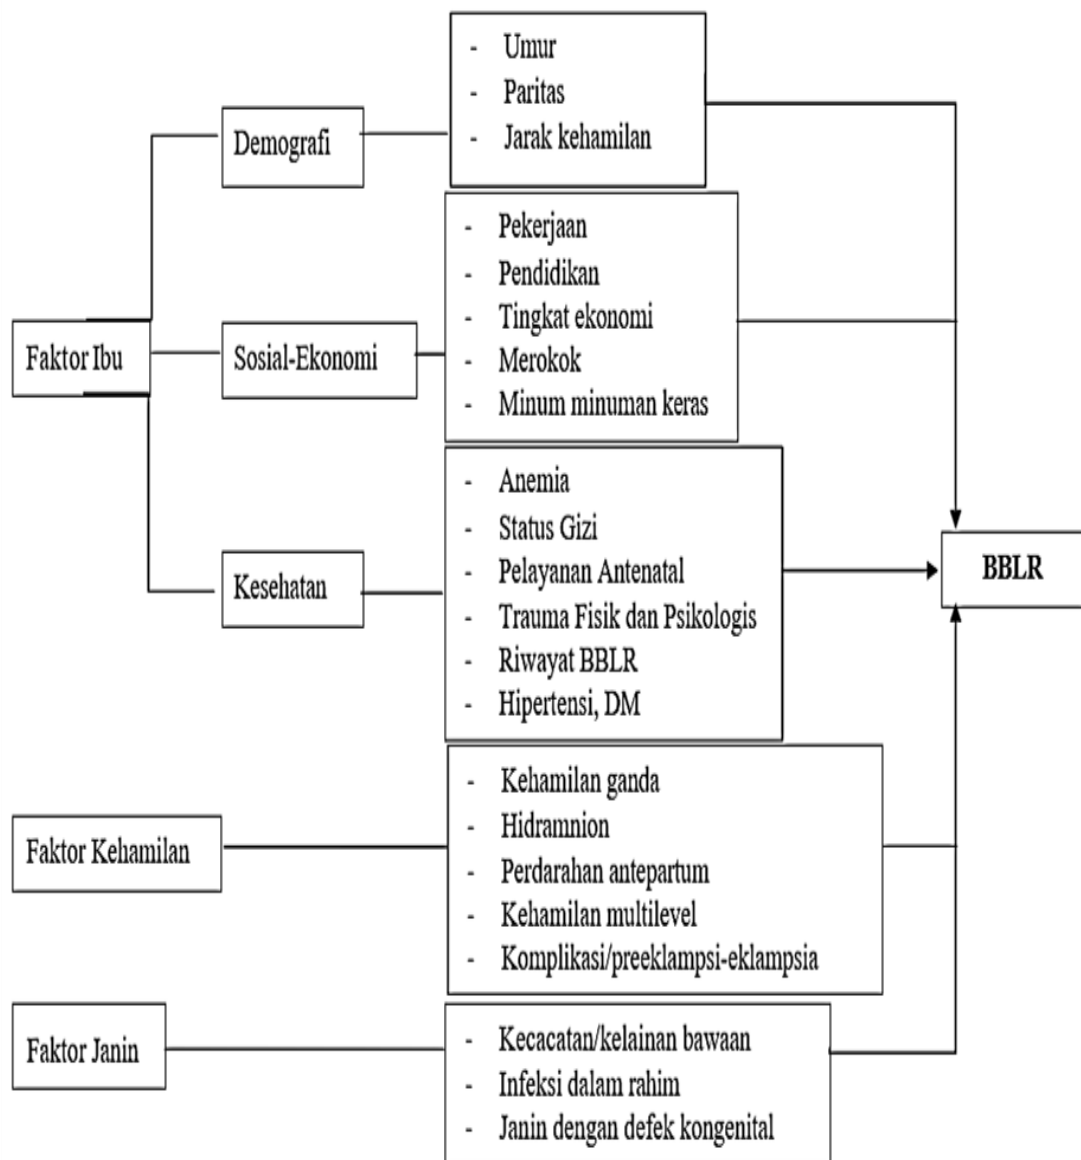 Faktor Ibu
Demografi
- Umur
- Paritas
- Jarak kehamilan
Sosial-Ekonomi
- Pekerjaan
- Pendidikan
- Tingkat ekonomi
- Merokok
- Minum minuman keras
Kesehatan
- Anemia
- Status Gizi
- Pelayanan Antenatal
- Trauma Fisik dan Psikologis
- Riwayat BBLR
- Hipertensi, DM
Faktor Kehamilan
- Kehamilan ganda
- Hidramnion
- Perdarahan antepartum
- Kehamilan multilevel
- Komplikasi/preeklampsi-eklampsia
Faktor Janin
- Kecacatan/kelainan bawaan
- Infeksi dalam rahim
- Janin dengan defek kongenital
BBLR